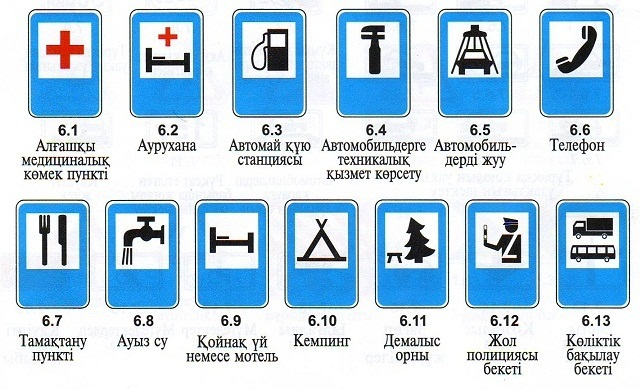 6.1
Алғашқы
медициналық
көмек пункті
6.2
Аурухана
6.3
Автомай құю
станциясы
6.4
Автомобильдерге
техникалық
қызмет көрсету
6.5
Автомобиль-
дерді жуу
6.6
Телефон
6.7
Тамақтану
пункті
6.8
Ауыз су
6.9
Қойнақ үй
немесе мотель
6.10
Кемпинг
6.11
Демалыс
орны
6.12
Жол
полициясы
бекеті
6.13
Көліктік
бақылау
бекеті